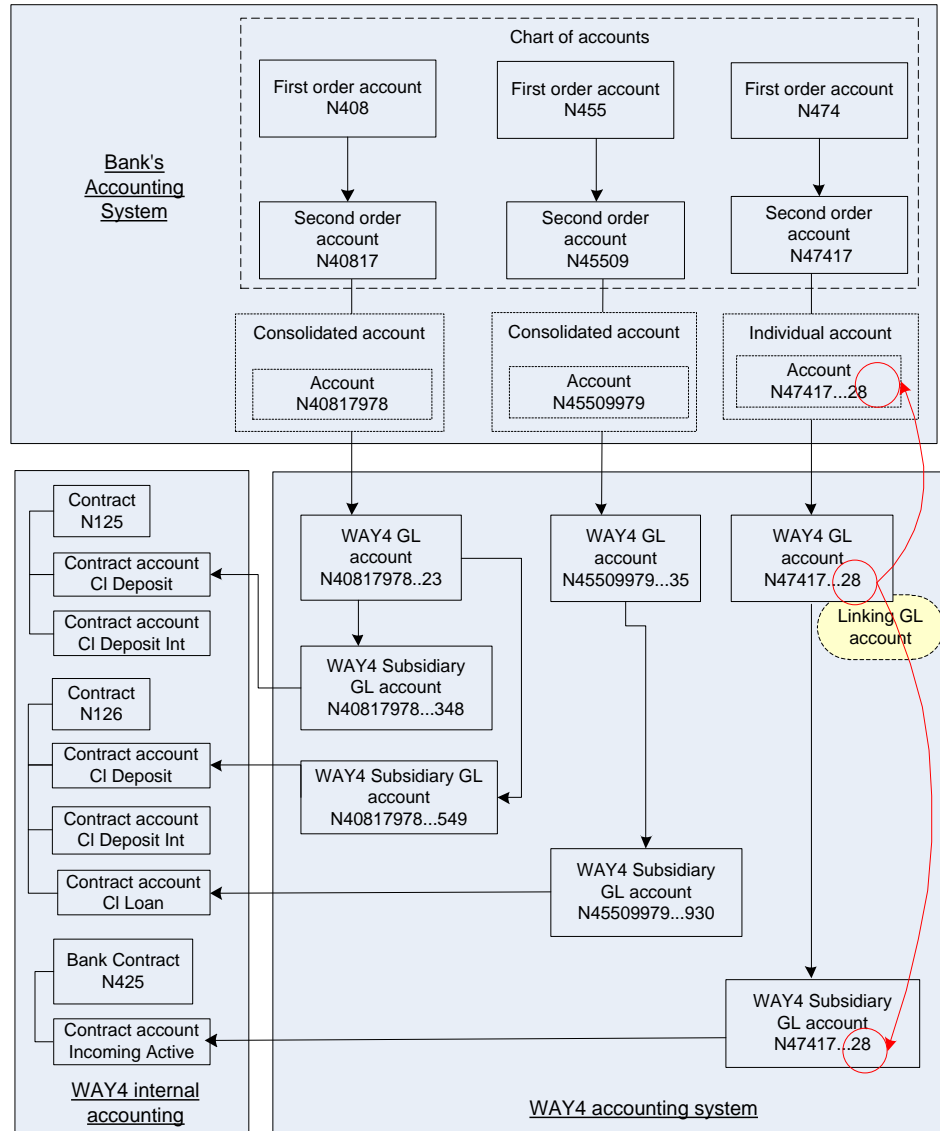 Chart of accounts
First order account
N408
First order account
N455
First order account
N474
Bank's
Accounting
System
Second order
account
N40817
Second order
account
N45509
Second order
account
N47417
Consolidated account
Account
N40817978
Consolidated account
Account
N45509979
Individual account
Account
N47417...28
Contract
N125
Contract account
Cl Deposit
Contract account
Cl Deposit Int
Contract
N126
Contract account
Cl Deposit
Contract account
Cl Deposit Int
Contract account
Cl Loan
Bank Contract
N425
Contract account
Incoming Active
WAY4 internal
accounting
WAY4 GL
account
N40817978..23
WAY4 GL
account
N45509979...35
WAY4 GL
account
N47417...28
Linking GL
account
WAY4 Subsidiary
GL account
N40817978...348
WAY4 Subsidiary GL
account
N40817978...549
WAY4 Subsidiary
GL account
N45509979...930
WAY4 Subsidiary
GL account
N47417...28
WAY4 accounting system